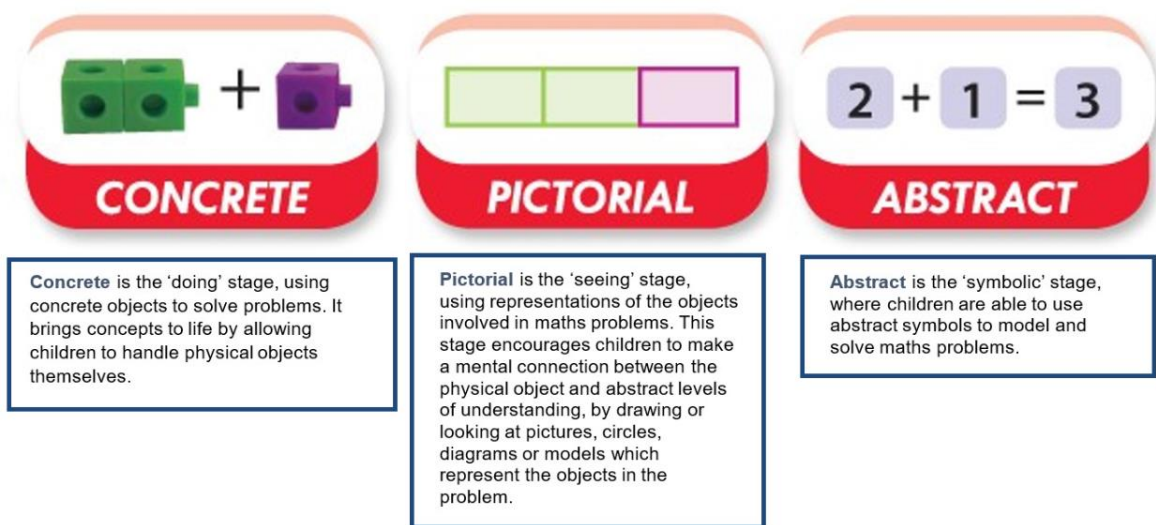 +
2 + 1 = 3
CONCRETE
PICTORIAL
ABSTRACT
Concrete is the ‘doing’ stage, using
concrete objects to solve problems. It
brings concepts to life by allowing
children to handle physical objects
themselves.
Pictorial is the ‘seeing’ stage,
using representations of the objects
involved in maths problems. This
stage encourages children to make
a mental connection between the
physical object and abstract levels
of understanding, by drawing or
looking at pictures, circles,
diagrams or models which
represent the objects in the
problem.
Abstract is the ‘symbolic’ stage,
where children are able to use
abstract symbols to model and
solve maths problems.